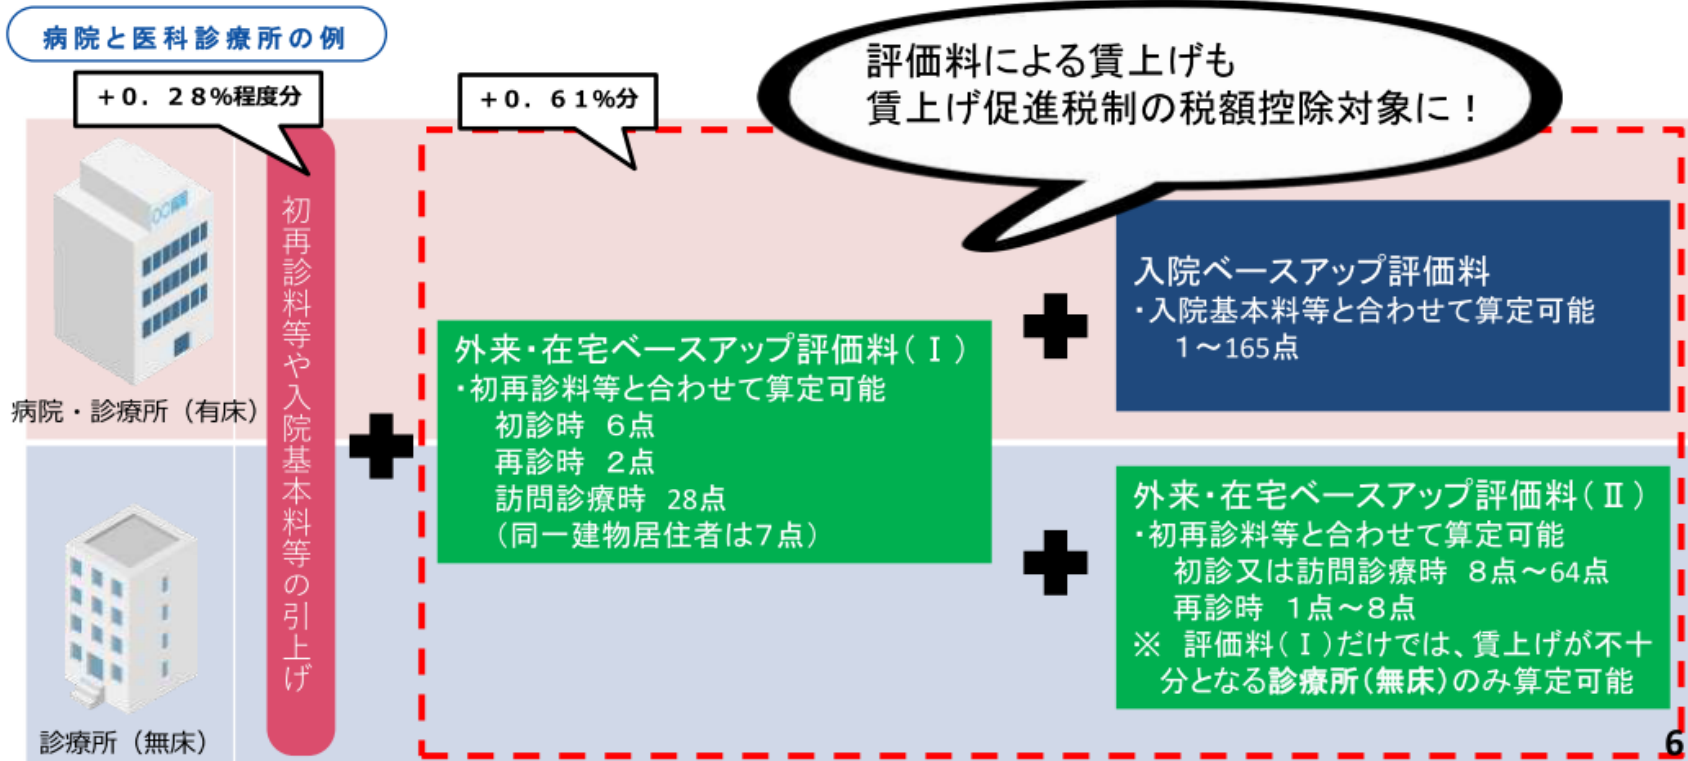 病院と医科診療所の例
+０．２８%程度分
+０．６１%分
評価料による賃上げも
賃上げ促進税制の税額控除対象に！
初再診料等や入院基本料等の引上げ
病院・診療所（有床）
外来・在宅ベースアップ評価料（Ⅰ）
・初再診料等と合わせて算定可能
初診時　６点
再診時　２点
訪問診療時　28点
（同一建物居住者は７点）
入院ベースアップ評価料
・入院基本料等と合わせて算定可能
１～165点
外来・在宅ベースアップ評価料（Ⅱ）
・初再診料等と合わせて算定可能
初診又は訪問診療時　８点～64点
再診時　１点～８点
※　評価料（Ⅰ）だけでは、賃上げが不十
分となる診療所（無床）のみ算定可能
診療所（無床）
6